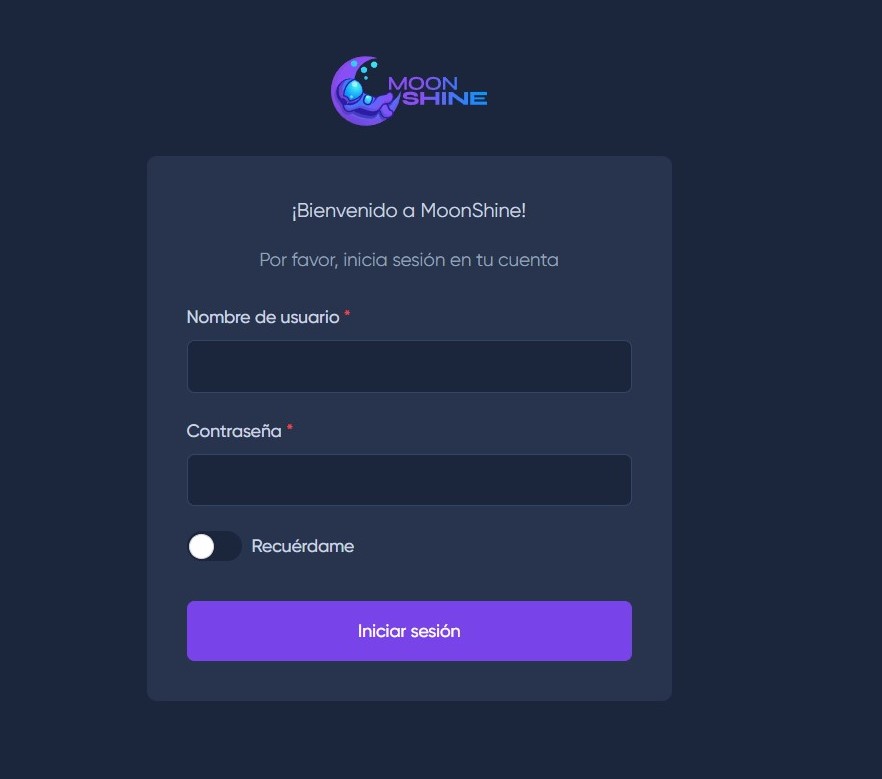 MOON
SHINE
¡Bienvenido a MoonShine!
Por favor, inicia sesión en tu cuenta
Nombre de usuario *
Contraseña *
Recuérdame
Iniciar sesión